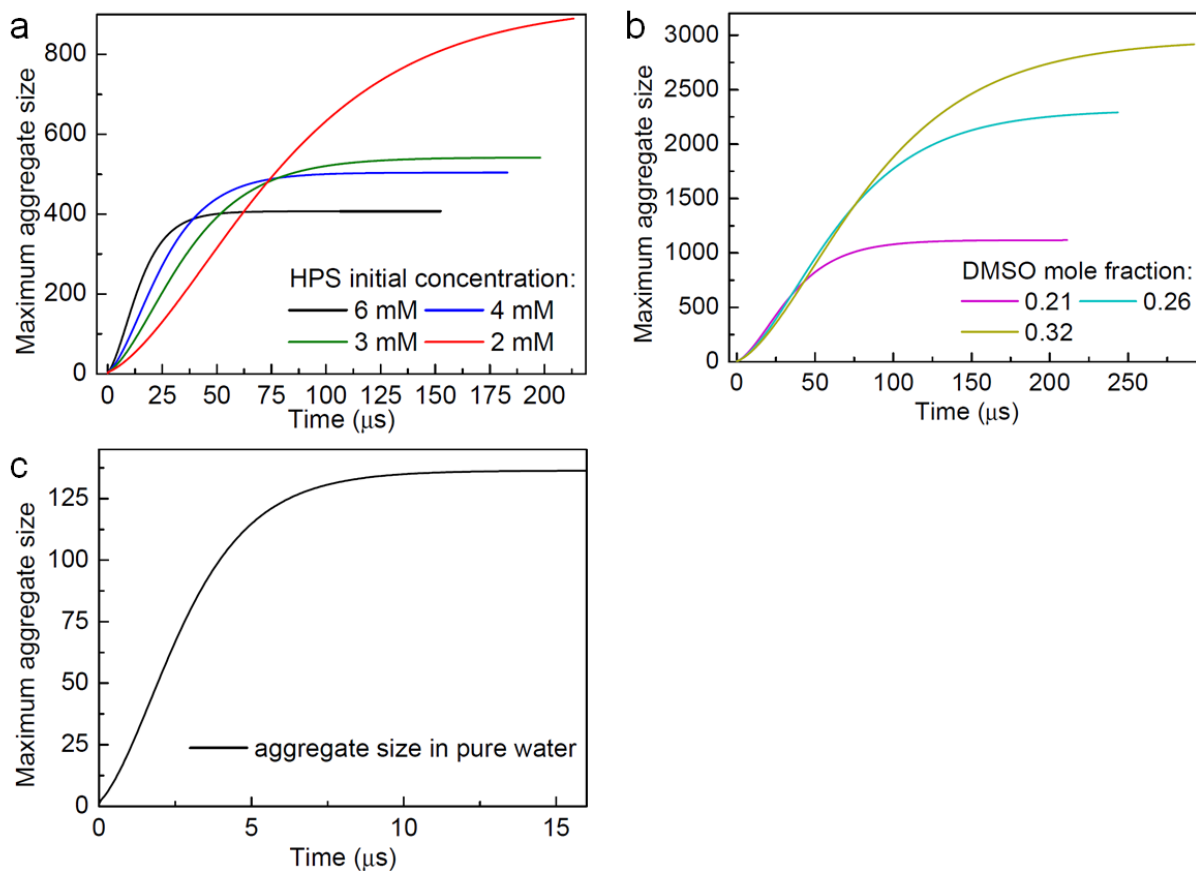 a
Maximum aggregate size
800
600
400
200
0
HPS initial concentration:
6 mM 4 mM
3 mM 2 mM
0 25 50 75 100 125 150 175 200
Time (μs)
b
Maximum aggregate size
3000
2500
2000
1500
1000
500
0
DMSO mole fraction:
0.21 0.26
0.32
0 50 100 150 200 250
Time (μs)
c
Maximum aggregate size
125
100
75
50
25
0
aggregate size in pure water
0 5 10 15
Time (μs)